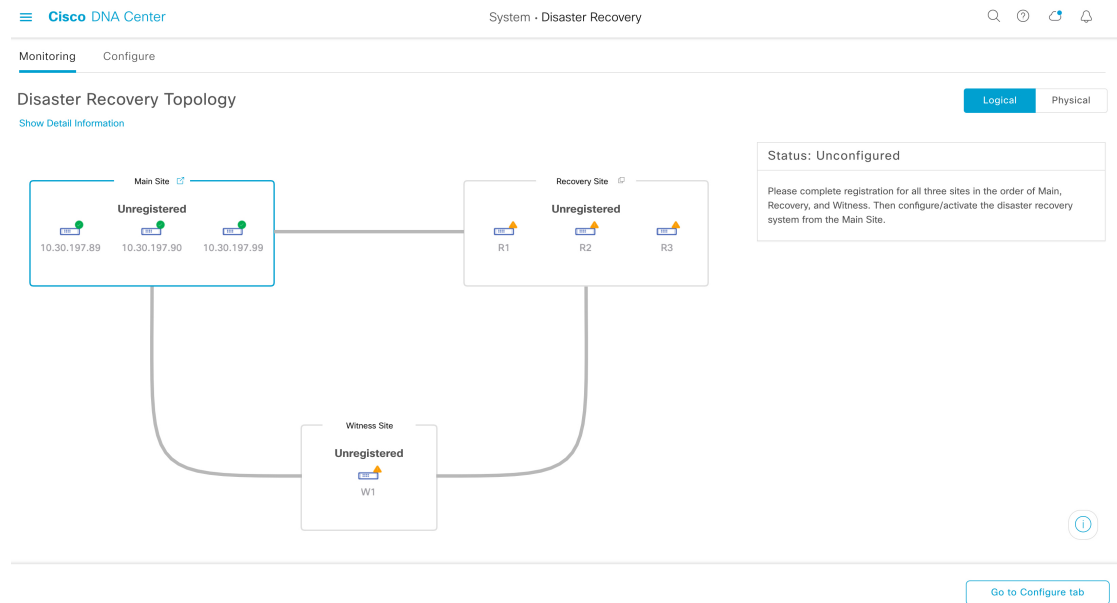 Cisco DNA Center
System · Disaster Recovery
Monitoring
Configure
Disaster Recovery Topology
Logical
Physical
Show Detail Information
Status: Unconfigured
Please complete registration for all three sites in the order of Main,
Recovery, and Witness. Then configure/activate the disaster recovery
system from the Main Site.
Main Site
Unregistered
10.30.197.89
10.30.197.90
10.30.197.99
Recovery Site
Unregistered
R1
R2
R3
Witness Site
Unregistered
W1
Go to Configure tab